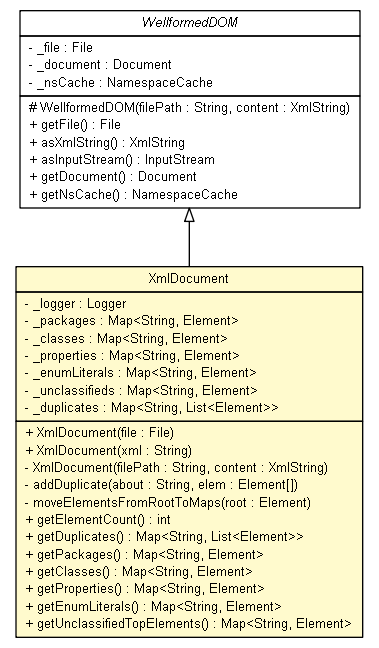 WellformedDOM
- _file : File
- _document : Document
- _nsCache : NamespaceCache
# WellformedDOM(filePath : String, content : XmlString)
+ getFile() : File
+ asXmlString() : XmlString
+ asInputStream() : InputStream
+ getDocument() : Document
+ getNsCache() : NamespaceCache
XmlDocument
- _logger : Logger
- _packages : Map<String, Element>
- _classes : Map<String, Element>
- _properties : Map<String, Element>
- _enumLiterals : Map<String, Element>
- _unclassifieds : Map<String, Element>
- _duplicates : Map<String, List<Element>>
+ XmlDocument(file : File)
+ XmlDocument(xml : String)
- XmlDocument(filePath : String, content : XmlString)
- addDuplicate(about : String, elem : Element[])
- moveElementsFromRootToMaps(root : Element)
+ getElementCount() : int
+ getDuplicates() : Map<String, List<Element>>
+ getPackages() : Map<String, Element>
+ getClasses() : Map<String, Element>
+ getProperties() : Map<String, Element>
+ getEnumLiterals() : Map<String, Element>
+ getUnclassifiedTopElements() : Map<String, Element>